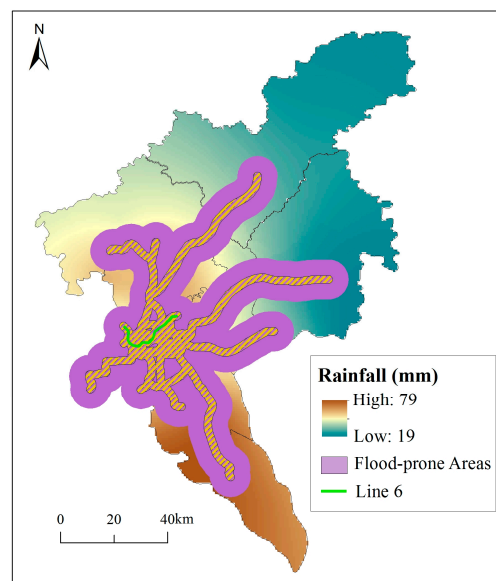 N
Rainfall (mm)
High: 79
Low: 19
Flood-prone Areas
Line 6
0 20 40km